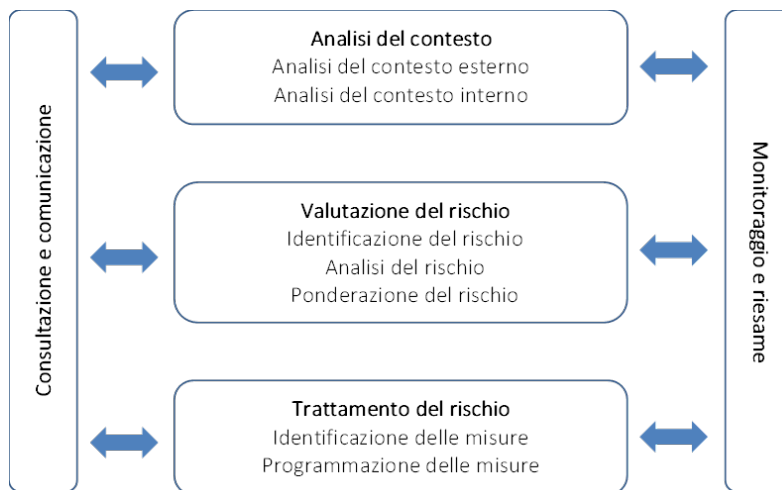 Consultazione e comunicazione
Analisi del contesto
Analisi del contesto esterno
Analisi del contesto interno
Valutazione del rischio
Identificazione del rischio
Analisi del rischio
Ponderazione del rischio
Trattamento del rischio
Identificazione delle misure
Programmazione delle misure
Monitoraggio e riesame